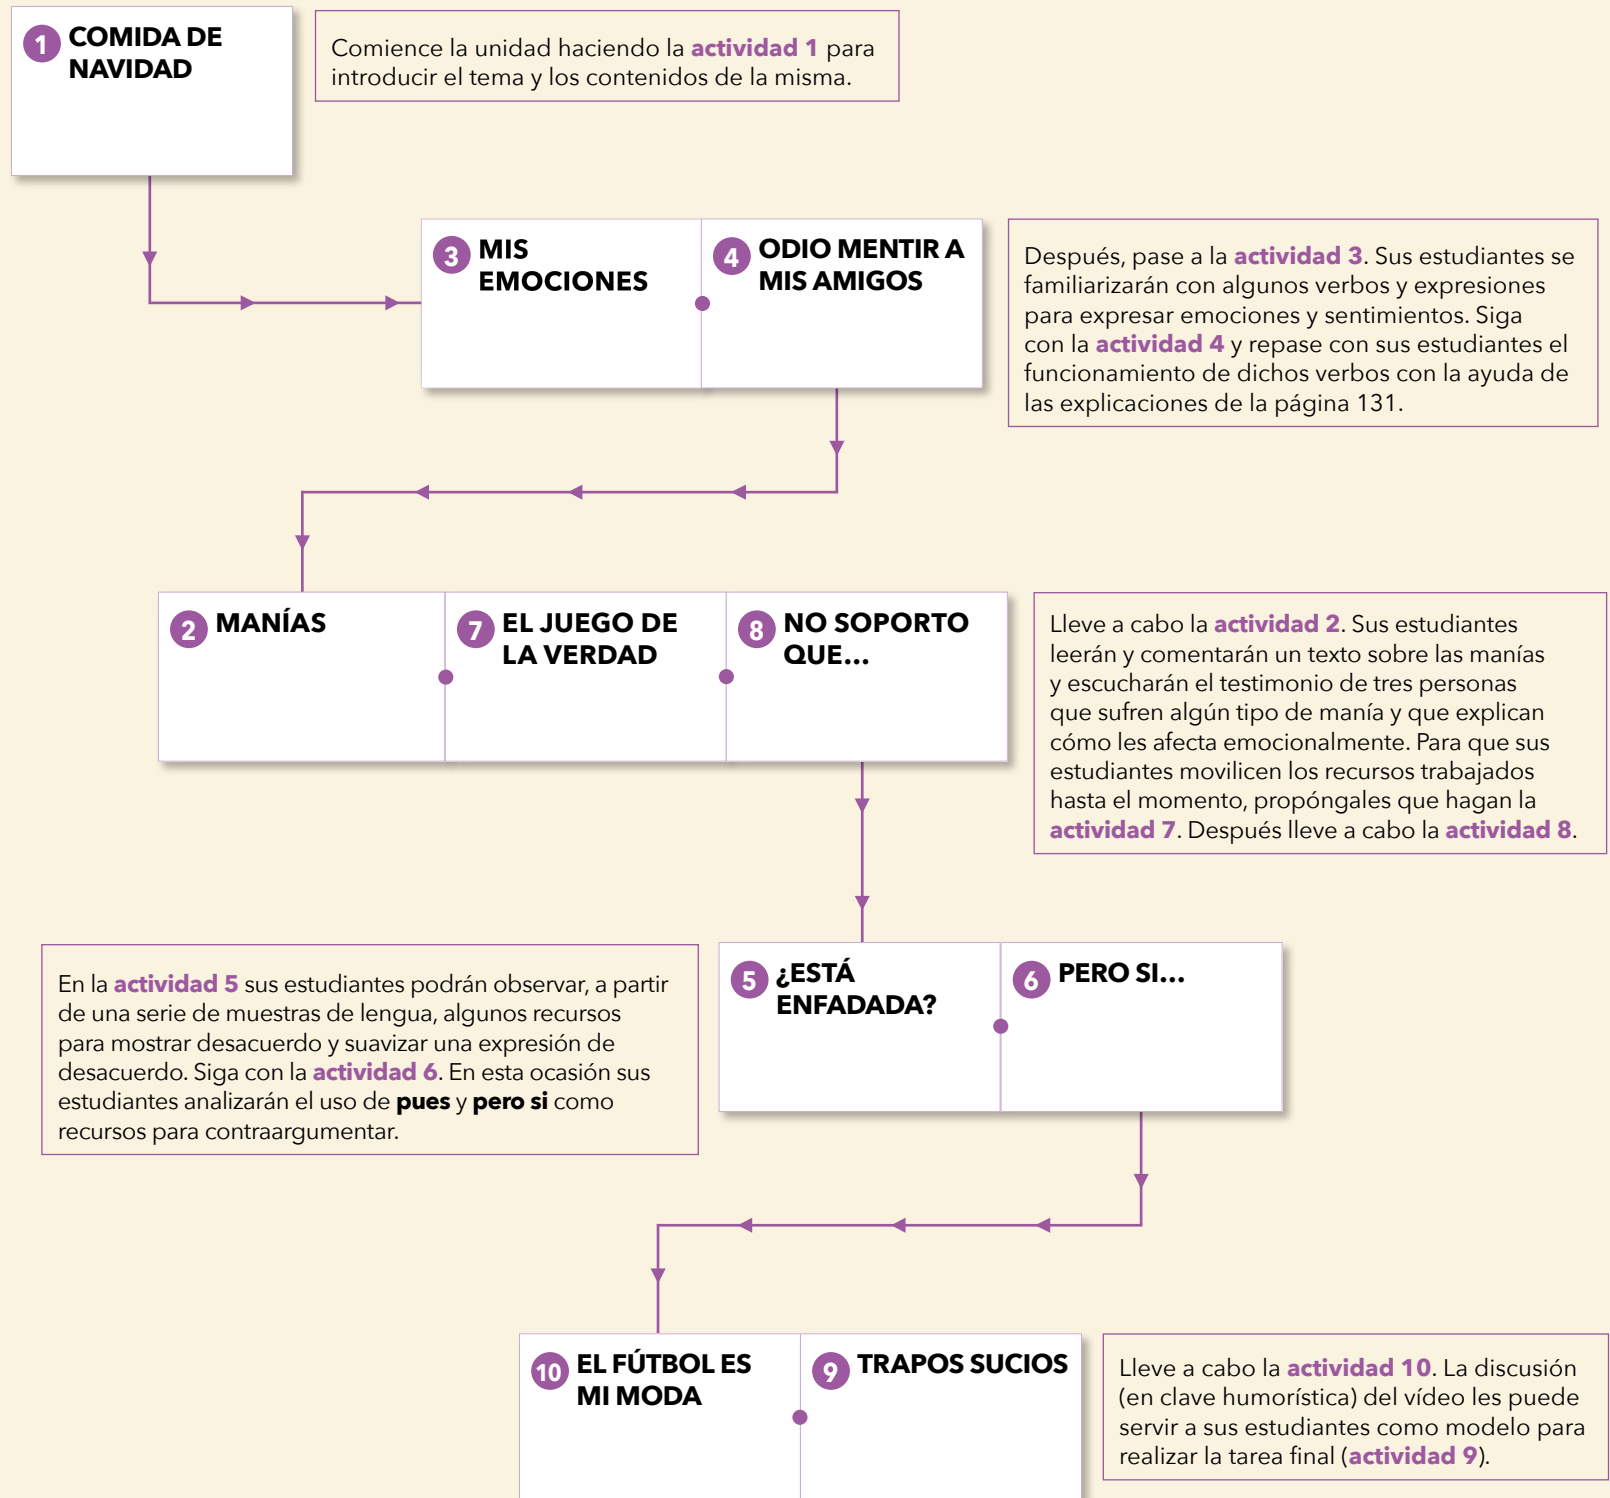 1 COMIDA DE
NAVIDAD
Comience la unidad haciendo la actividad 1 para
introducir el tema y los contenidos de la misma.
3 MIS
EMOCIONES
4 ODIO MENTIR A
MIS AMIGOS
Después, pase a la actividad 3. Sus estudiantes se
familiarizarán con algunos verbos y expresiones
para expresar emociones y sentimientos. Siga
con la actividad 4 y repase con sus estudiantes el
funcionamiento de dichos verbos con la ayuda de
las explicaciones de la página 131.
2 MANÍAS
7 EL JUEGO DE
LA VERDAD
8 NO SOPORTO
QUE...
Lleve a cabo la actividad 2. Sus estudiantes
leerán y comentarán un texto sobre las manías
y escucharán el testimonio de tres personas
que sufren algún tipo de manía y que explican
cómo les afecta emocionalmente. Para que sus
estudiantes movilicen los recursos trabajados
hasta el momento, propóngales que hagan la
actividad 7. Después lleve a cabo la actividad 8.
En la actividad 5 sus estudiantes podrán observar, a partir
de una serie de muestras de lengua, algunos recursos
para mostrar desacuerdo y suavizar una expresión de
desacuerdo. Siga con la actividad 6. En esta ocasión sus
estudiantes analizarán el uso de pues y pero si como
recursos para contraargumentar.
5 ¿ESTÁ
ENFADADA?
6 PERO SI...
10 EL FÚTBOL ES
MI MODA
9 TRAPOS SUCIOS
Lleve a cabo la actividad 10. La discusión
(en clave humorística) del vídeo les puede
servir a sus estudiantes como modelo para
realizar la tarea final (actividad 9).